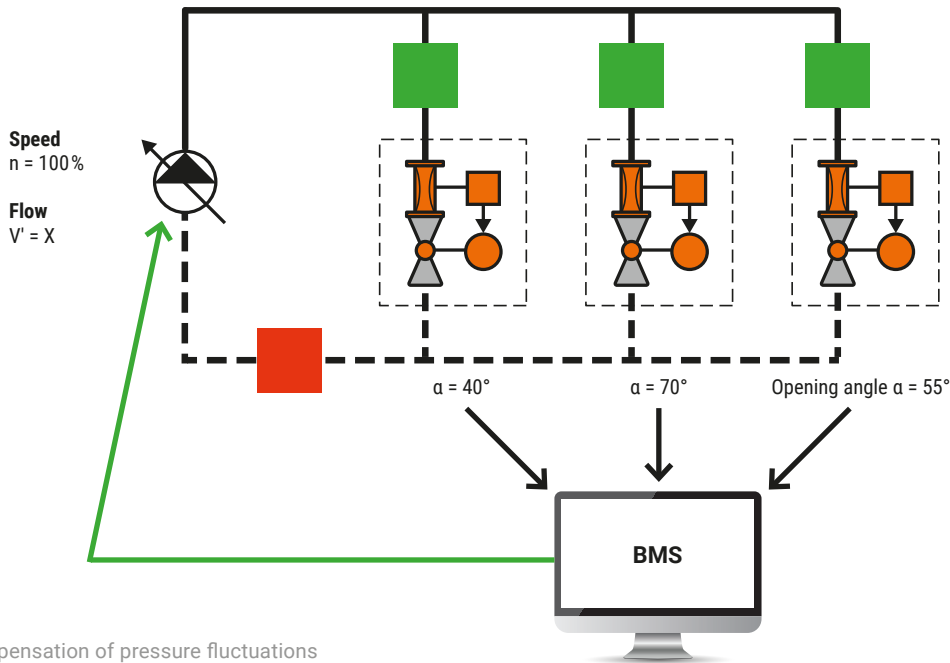 Speed
n = 100%
Flow
V' = X
α = 40°
α = 70°
Opening angle α = 55°
BMS
pensation of pressure fluctuations